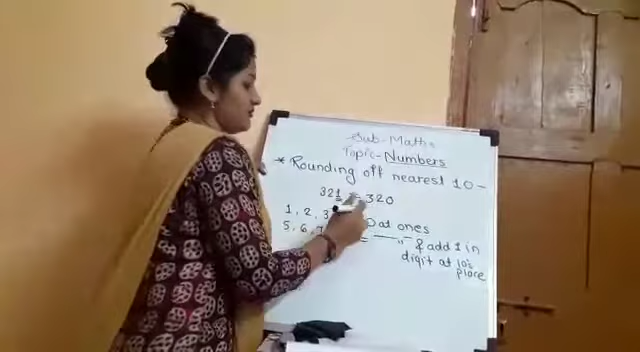 Sub-Maths
Topic-Numbers
* Rounding off nearest 10-
321 = 320
1, 2, 3 0 at ones
5, 6, 7 = —"— & add 1 in
digit at 10's
place